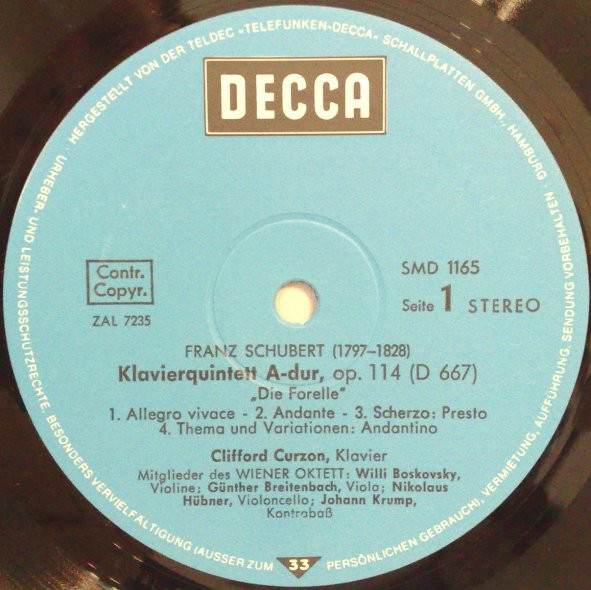 HERGESTELLT VON DER TELDEC »TELEFUNKEN-DECCA« SCHALLPLATTEN GMBH, HAMBURG · URHEBER- UND LEISTUNGSSCHUTZRECHTE, BESONDERS VERVIELFÄLTIGUNG (AUSSER ZUM PERSÖNLICHEN GEBRAUCH), VERMIETUNG, AUFFÜHRUNG, SENDUNG VORBEHALTEN
DECCA
Contr.
Copyr.
ZAL 7235
SMD 1165
Seite 1 STEREO
FRANZ SCHUBERT (1797–1828)
Klavierquintett A-dur, op. 114 (D 667)
„Die Forelle“
1. Allegro vivace - 2. Andante - 3. Scherzo: Presto
4. Thema und Variationen: Andantino
Clifford Curzon, Klavier
Mitglieder des WIENER OKTETT: Willi Boskovsky,
Violine; Günther Breitenbach, Viola; Nikolaus
Hübner, Violoncello; Johann Krump,
Kontrabaß
33